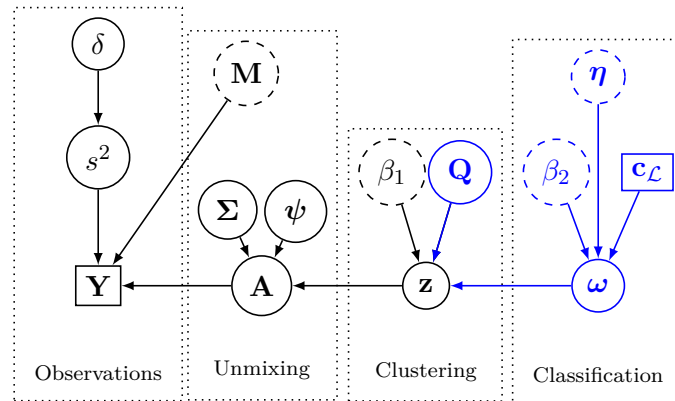 δ
M
η
s²
β₁
Q
β₂
c_ℒ
Σ
ψ
Y
A
z
ω
Observations
Unmixing
Clustering
Classification